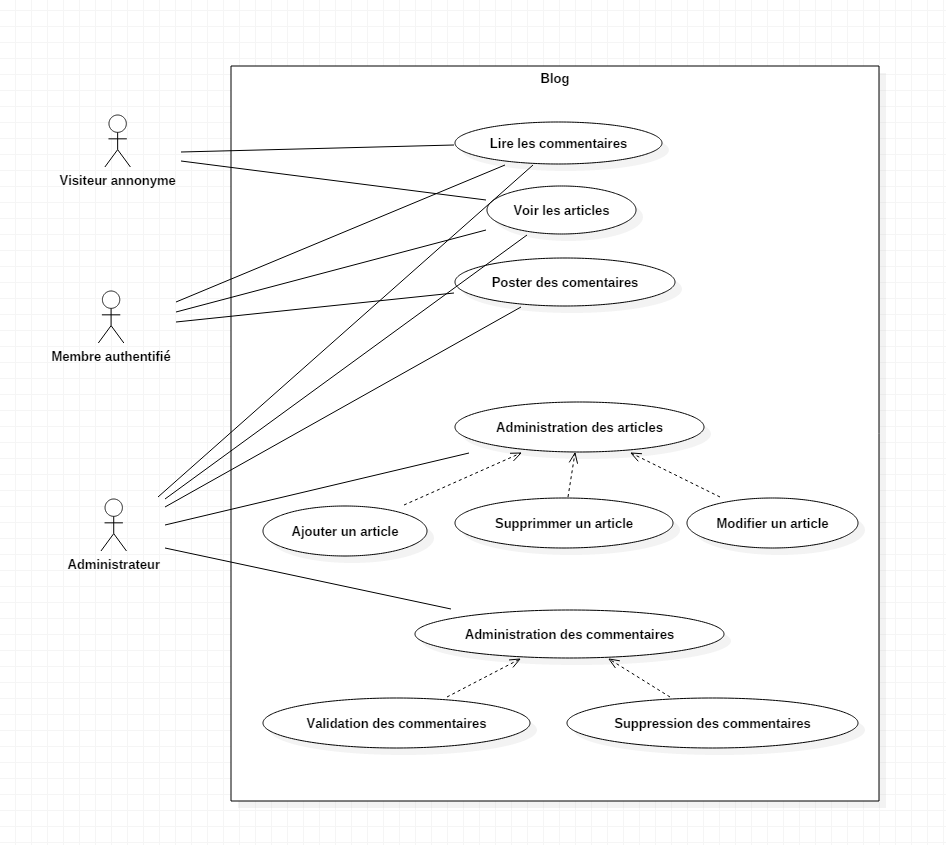 Blog
Visiteur annonyme
Lire les commentaires
Voir les articles
Poster des comentaires
Membre authentifié
Administrateur
Administration des articles
Ajouter un article
Supprimmer un article
Modifier un article
Administration des commentaires
Validation des commentaires
Suppression des commentaires